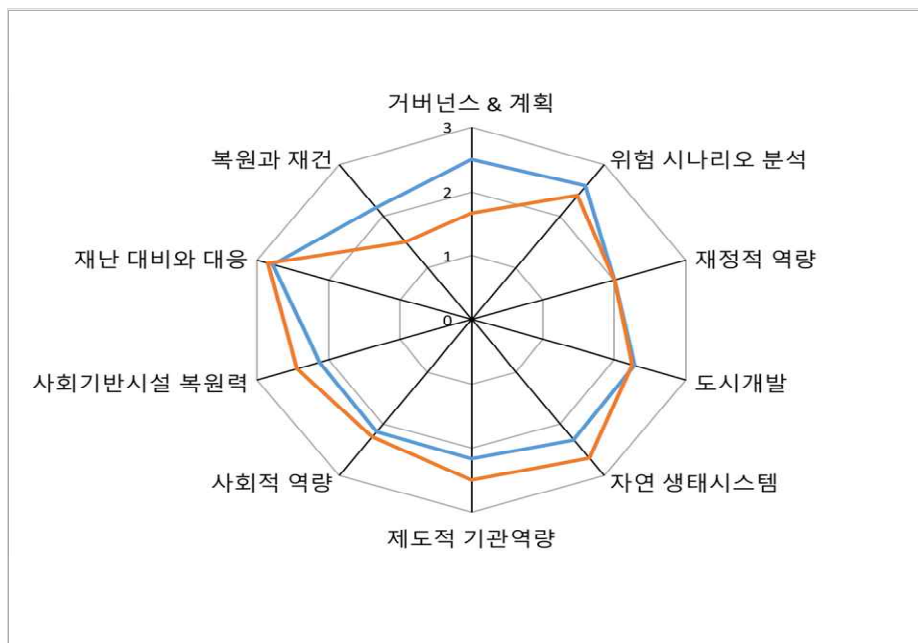 거버넌스 & 계획
3
복원과 재건
위험 시나리오 분석
2
재난 대비와 대응
재정적 역량
1
0
사회기반시설 복원력
도시개발
사회적 역량
자연 생태시스템
제도적 기관역량